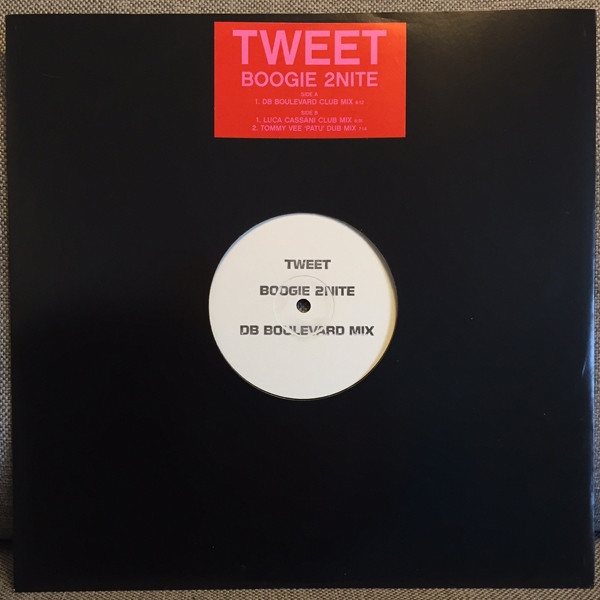 TWEET
BOOGIE 2NITE
SIDE A
1. DB BOULEVARD CLUB MIX
SIDE B
1. LUCA CASSANI CLUB MIX
2. TOMMY VEE 'PATU' DUB MIX
TWEET
BOOGIE 2NITE
DB BOULEVARD MIX